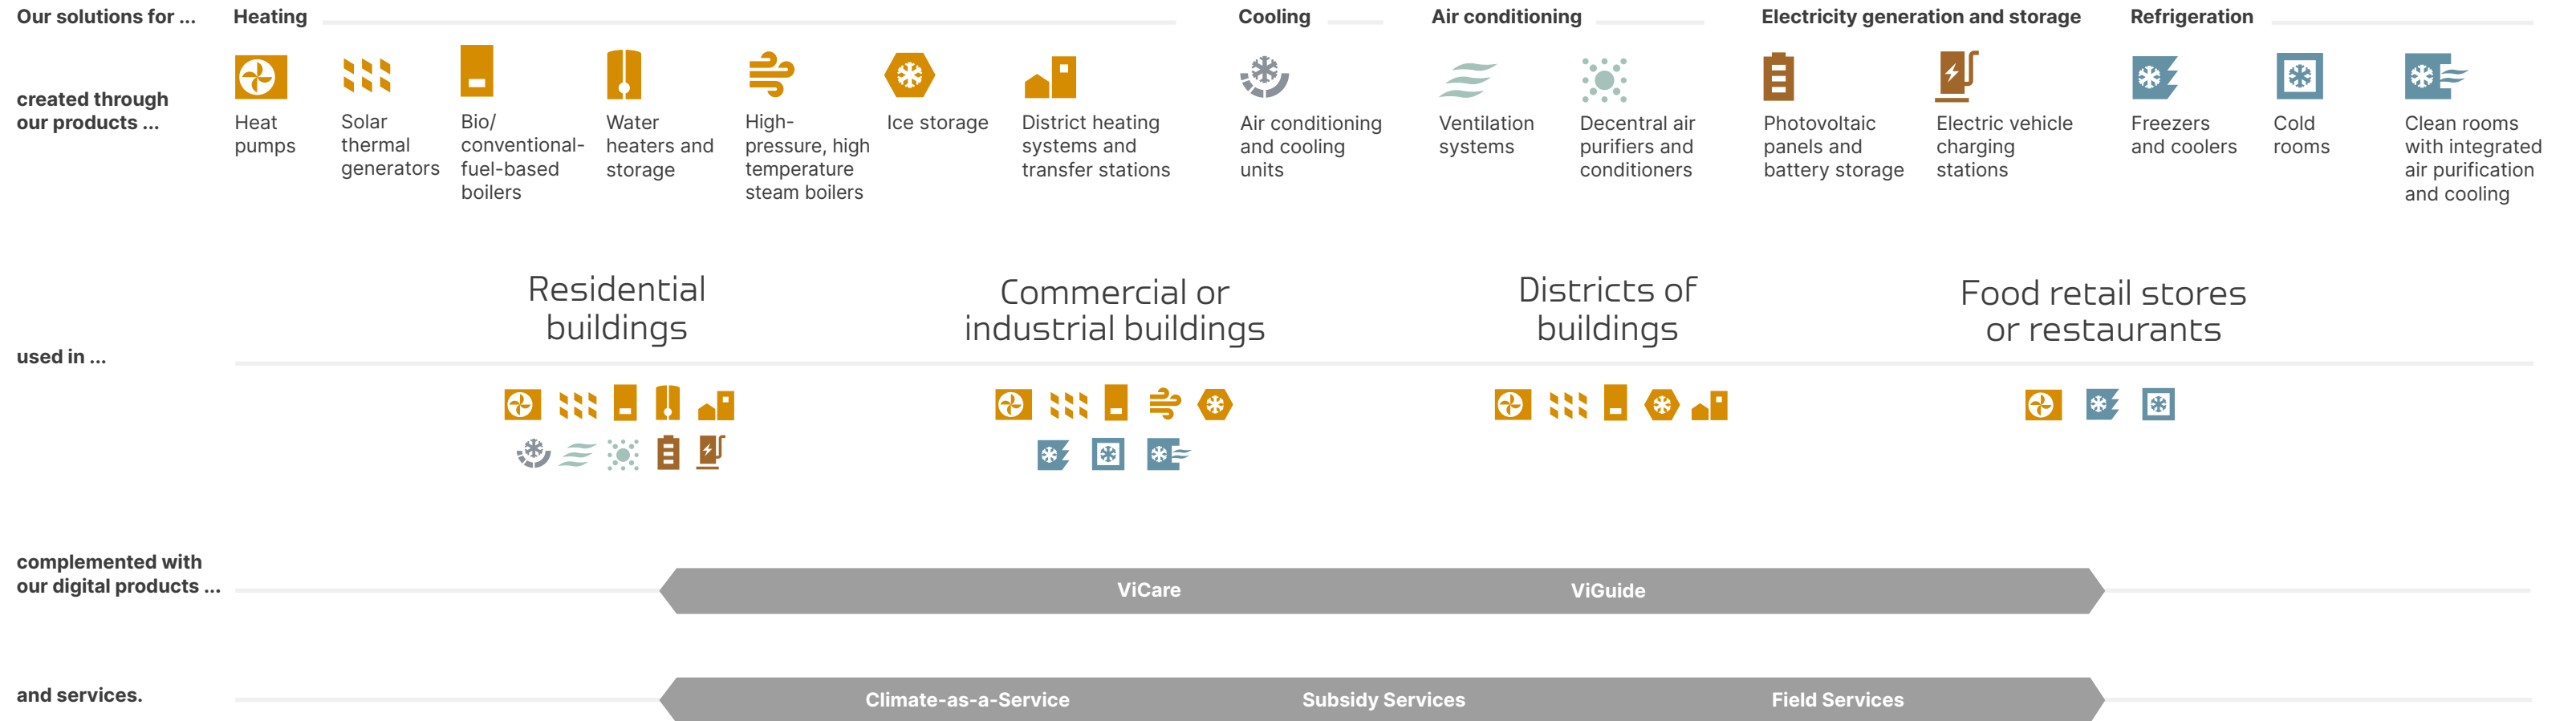 Our solutions for ...
Heating
Cooling
Air conditioning
Electricity generation and storage
Refrigeration
created through
our products ...
Heat
pumps
Solar
thermal
generators
Bio/
conventional-
fuel-based
boilers
Water
heaters and
storage
High-
pressure, high
temperature
steam boilers
Ice storage
District heating
systems and
transfer stations
Air conditioning
and cooling
units
Ventilation
systems
Decentral air
purifiers and
conditioners
Photovoltaic
panels and
battery storage
Electric vehicle
charging
stations
Freezers
and coolers
Cold
rooms
Clean rooms
with integrated
air purification
and cooling
used in ...
Residential
buildings
Commercial or
industrial buildings
Districts of
buildings
Food retail stores
or restaurants
complemented with
our digital products ...
ViCare
ViGuide
and services.
Climate-as-a-Service
Subsidy Services
Field Services